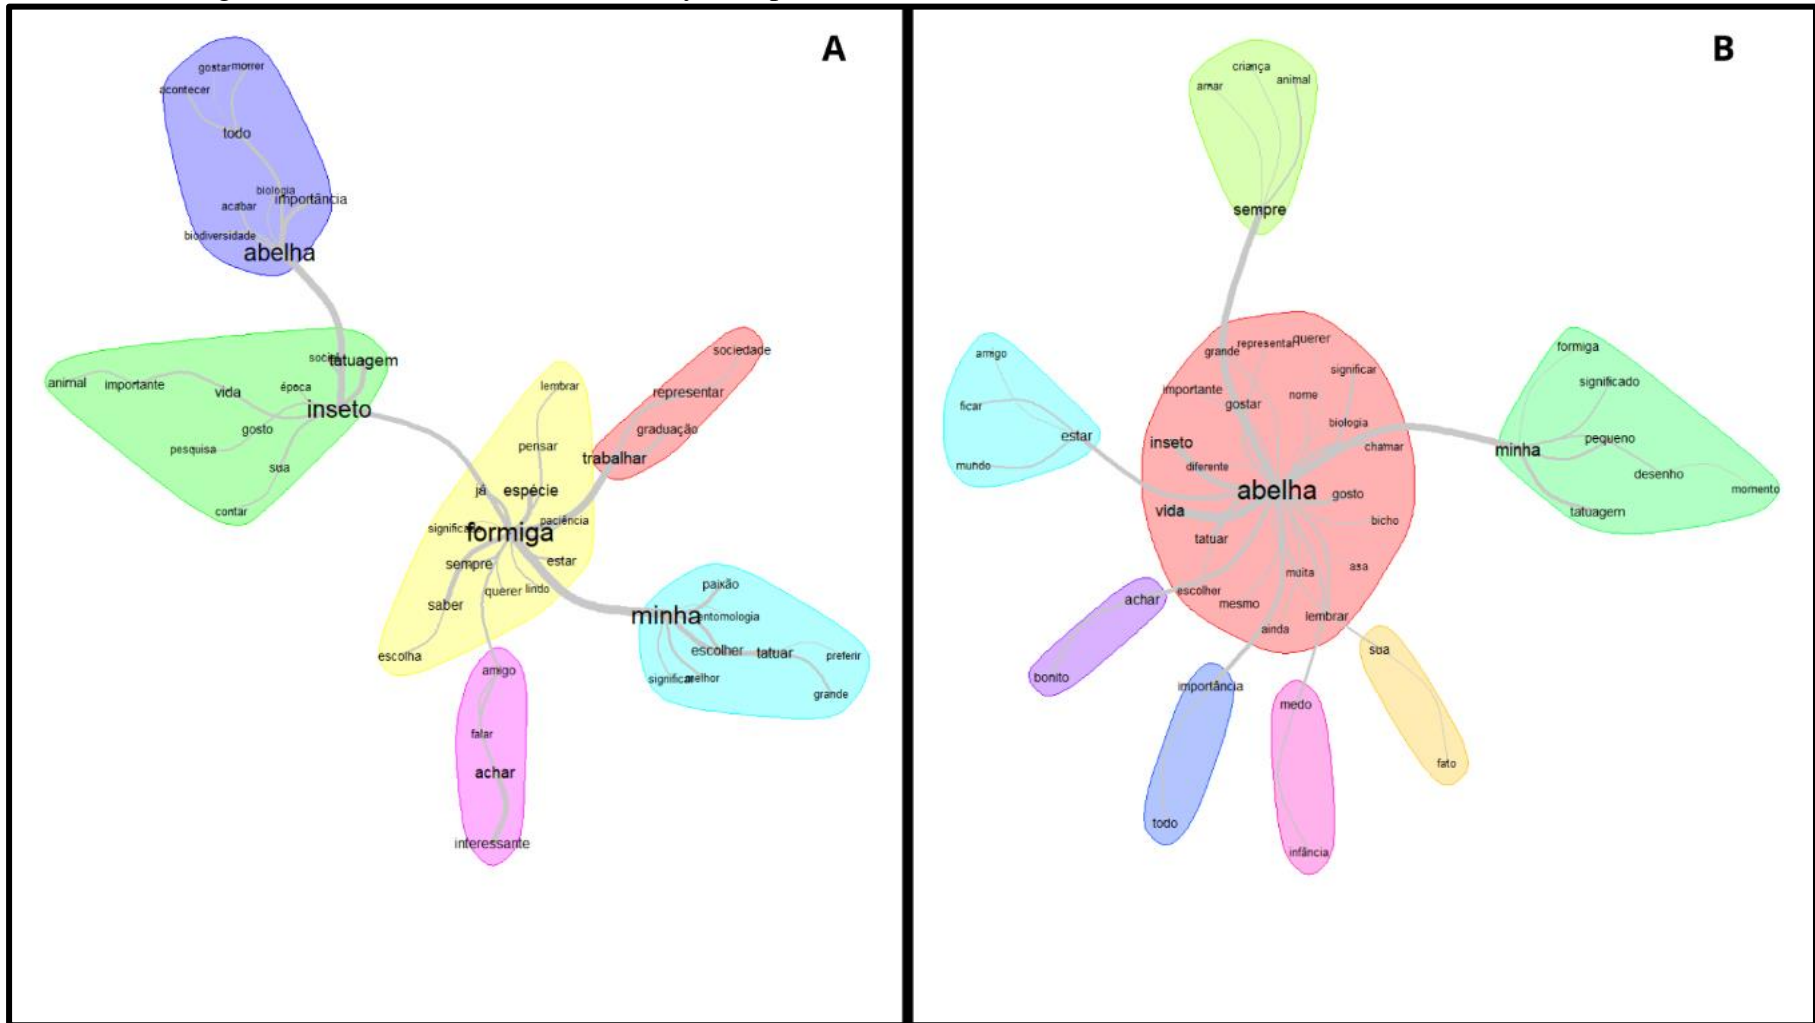 A
gostar morrer
acontecer
todo
biologia
importância
acabar
biodiversidade
abelha
tatuagem
animal importante
vida
época
inseto
gosto
pesquisa
sua
contar
sociedade
representar
graduação
trabalhar
lembrar
pensar
já espécie
paciência
formiga
sempre
estar
querer lindo
saber
escolha
paixão
minha
entomologia
escolher tatuar
preferir
significar
melhor
grande
amigo
falar
achar
interessante
B
criança
animal
amar
sempre
querer
representar
grande
significar
importante
nome
gostar
biologia
inseto
chamar
diferente
abelha
gosto
vida
bicho
tatuar
muita
asa
escolher
mesmo
lembrar
ainda
amigo
ficar
estar
mundo
formiga
significado
pequeno
minha
desenho
momento
tatuagem
achar
bonito
importância
todo
medo
infância
sua
fato